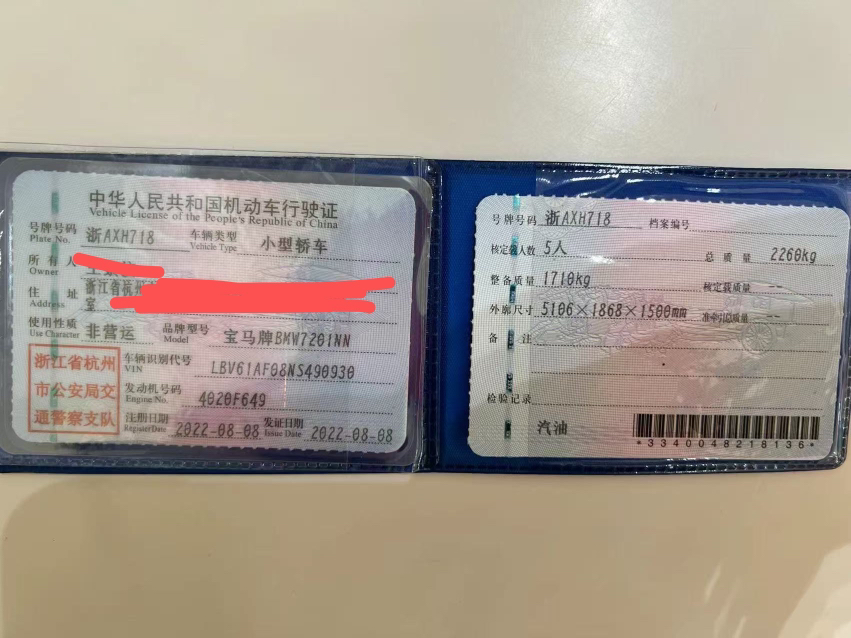 中华人民共和国机动车行驶证
Vehicle License of the People's Republic of China
号牌号码 浙AXH718 车辆类型 小型轿车
Plate No. Vehicle Type
所有人
Owner
住址 浙江省杭州
Address 室
使用性质 非营运 品牌型号 宝马牌BMW7201NN
Use Character Model
浙江省杭州
市公安局交
通警察支队
车辆识别代号 LBV61AF08NS490930
VIN
发动机号码 4020F649
Engine No.
注册日期 2022-08-08 发证日期 2022-08-08
Register Date Issue Date
号牌号码 浙AXH718 档案编号
核定载人数 5人 总质量 2260kg
整备质量 1710kg 核定载质量 --
外廓尺寸 5106×1868×1500mm 准牵引总质量 --
备注
检验记录
汽油
*3340048218136*